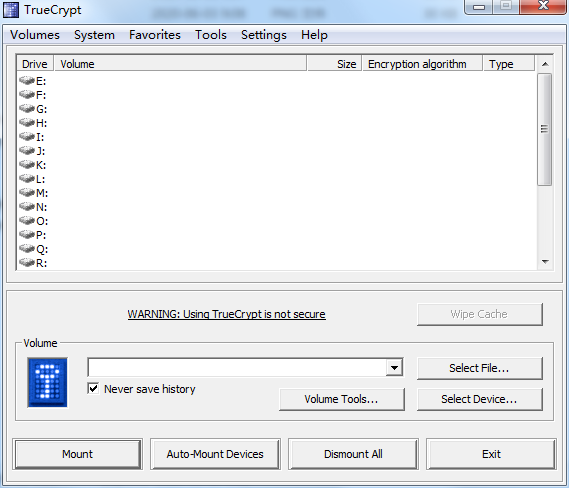 TrueCrypt
Volumes System Favorites Tools Settings Help
Drive Volume Size Encryption algorithm Type
E:
F:
G:
H:
I:
J:
K:
L:
M:
N:
O:
P:
Q:
R:
WARNING: Using TrueCrypt is not secure
Wipe Cache
Volume
Select File...
Never save history
Volume Tools... Select Device...
Mount Auto-Mount Devices Dismount All Exit